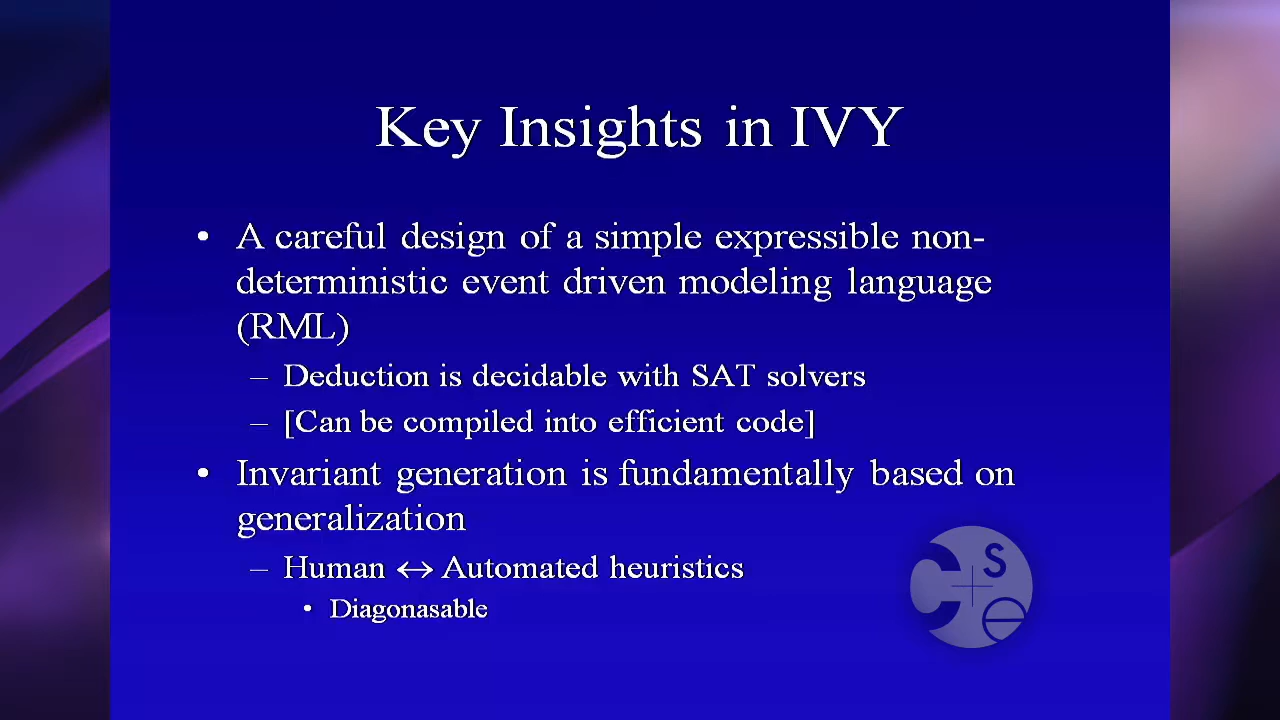 Key Insights in IVY
• A careful design of a simple expressible non-
deterministic event driven modeling language
(RML)
– Deduction is decidable with SAT solvers
– [Can be compiled into efficient code]
• Invariant generation is fundamentally based on
generalization
– Human ↔ Automated heuristics
• Diagonasable
C s
e